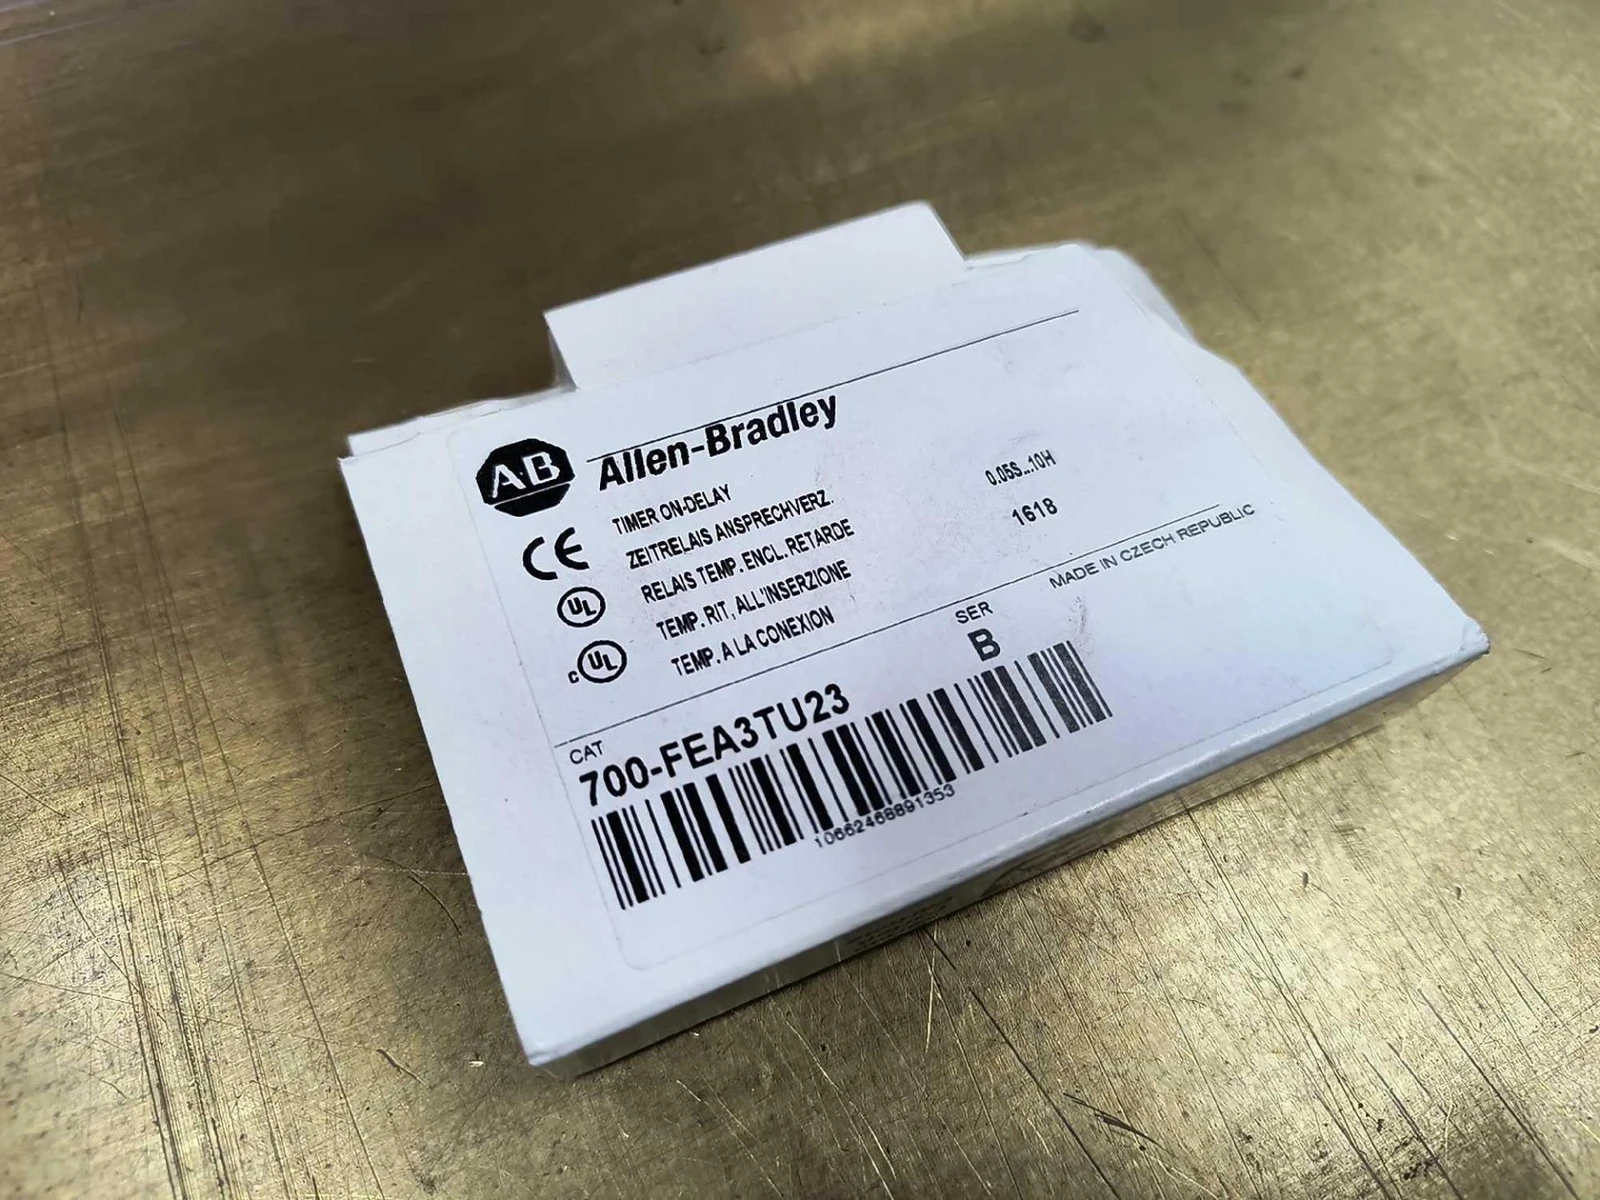 AB Allen-Bradley
CE TIMER ON-DELAY 0.05S...10H
ZEITRELAIS ANSPRECHVERZ. 1618
UL RELAIS TEMP. ENCL. RETARDE
TEMP. RIT, ALL'INSERZIONE
c UL TEMP. A LA CONEXION
MADE IN CZECH REPUBLIC
CAT SER
700-FEA3TU23 B
10662468891353